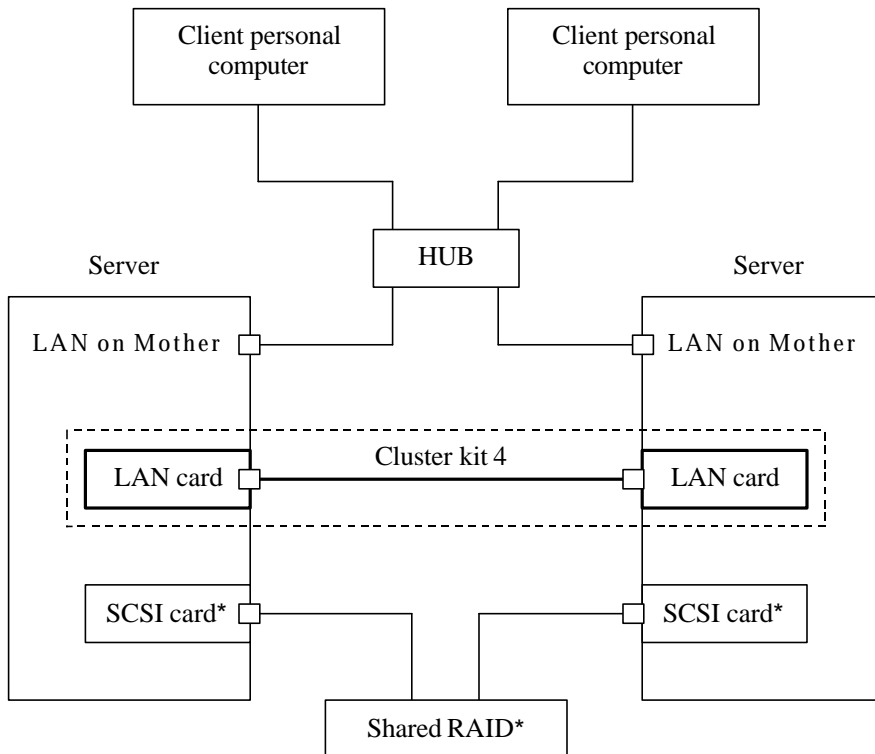 Client personal
computer
Client personal
computer
HUB
Server
Server
LAN on Mother
LAN on Mother
Cluster kit 4
LAN card
LAN card
SCSI card*
SCSI card*
Shared RAID*